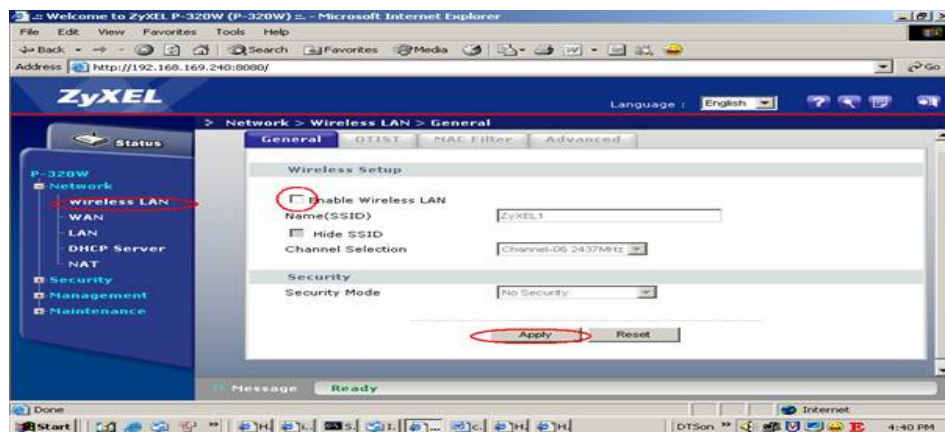 .:: Welcome to ZyXEL P-320W (P-320W) ::. - Microsoft Internet Explorer
File Edit View Favorites Tools Help
Back Search Favorites Media
Address http://192.168.169.240:8080/ Go
ZyXEL
Language : English
Network > Wireless LAN > General
Status
General OTIST MAC Filter Advanced
P-320W
Network
Wireless LAN
WAN
LAN
DHCP Server
NAT
Security
Management
Maintenance
Wireless Setup
Enable Wireless LAN
Name(SSID) ZyXEL1
Hide SSID
Channel Selection Channel-06 2437MHz
Security
Security Mode No Security
Apply Reset
Message Ready
Done Internet
Start DTSon 4:40 PM